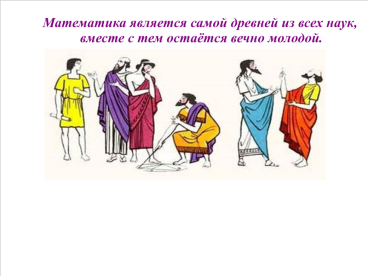 Математика является самой древней из всех наук,
вместе с тем остаётся вечно молодой.